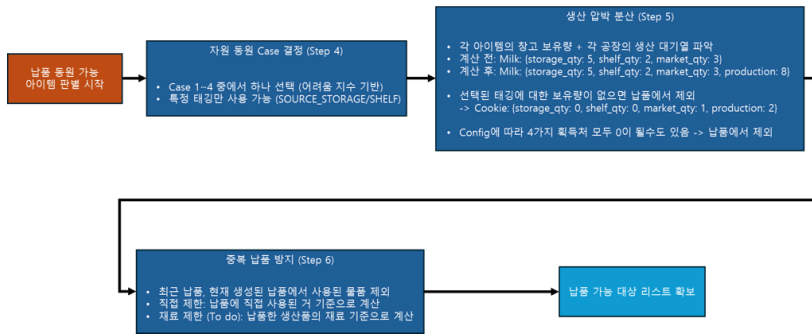 납품 동원 가능
아이템 판별 시작
자원 동원 Case 결정 (Step 4)
• Case 1~4 중에서 하나 선택 (어려움 지수 기반)
• 특정 태깅만 사용 가능 (SOURCE_STORAGE/SHELF)
생산 압박 분산 (Step 5)
• 각 아이템의 창고 보유량 + 각 공장의 생산 대기열 파악
• 계산 전: Milk: {storage_qty: 5, shelf_qty: 2, market_qty: 3}
• 계산 후: Milk: {storage_qty: 5, shelf_qty: 2, market_qty: 3, production: 8}
• 선택된 태깅에 대한 보유량이 없으면 납품에서 제외
-> Cookie: {storage_qty: 0, shelf_qty: 0, market_qty: 1, production: 2}
• Config에 따라 4가지 획득처 모두 0이 될수도 있음 -> 납품에서 제외
중복 납품 방지 (Step 6)
• 최근 납품, 현재 생성된 납품에서 사용된 물품 제외
• 직접 제한: 납품에 직접 사용된 거 기준으로 계산
• 재료 제한 (To do): 납품한 생산품의 재료 기준으로 계산
납품 가능 대상 리스트 확보